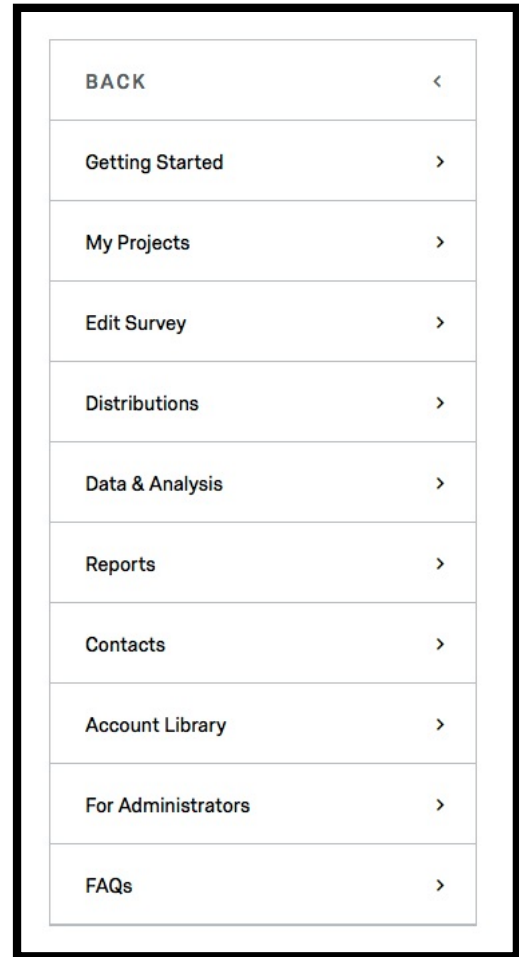 BACK
Getting Started
My Projects
Edit Survey
Distributions
Data & Analysis
Reports
Contacts
Account Library
For Administrators
FAQs